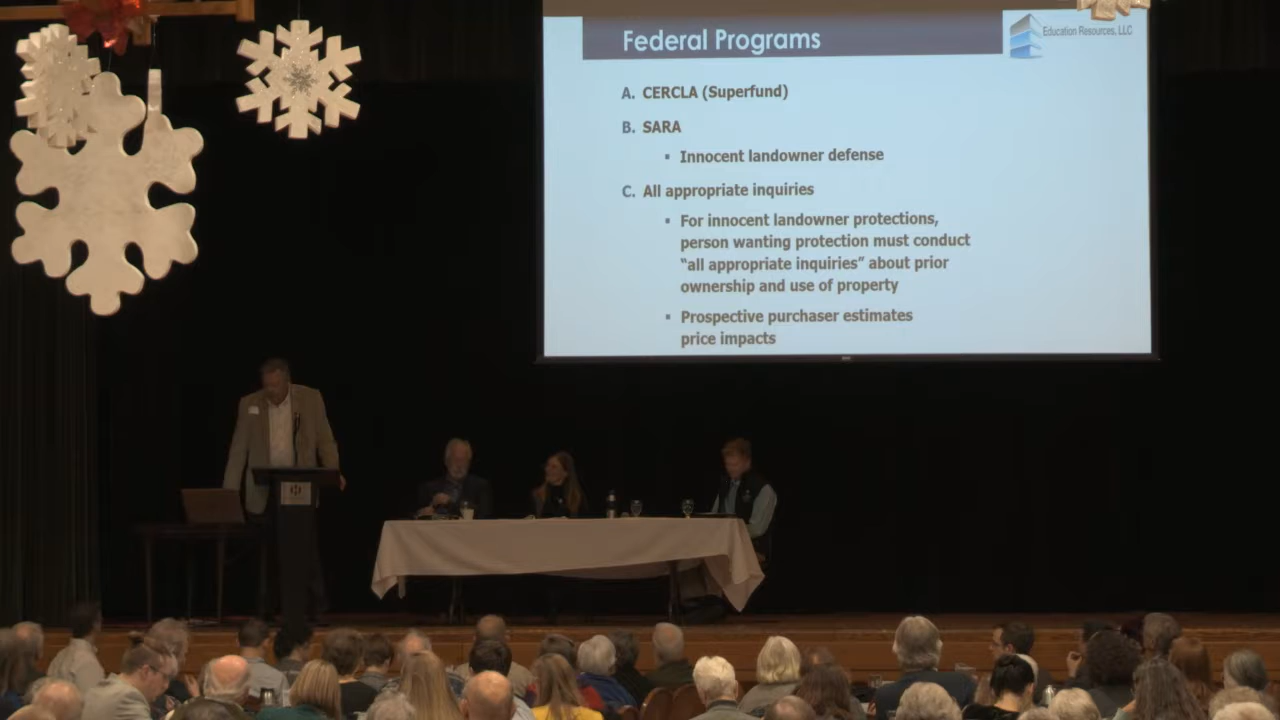 Federal Programs
Education Resources, LLC
A. CERCLA (Superfund)
B. SARA
▪ Innocent landowner defense
C. All appropriate inquiries
▪ For innocent landowner protections,
person wanting protection must conduct
“all appropriate inquiries” about prior
ownership and use of property
▪ Prospective purchaser estimates
price impacts